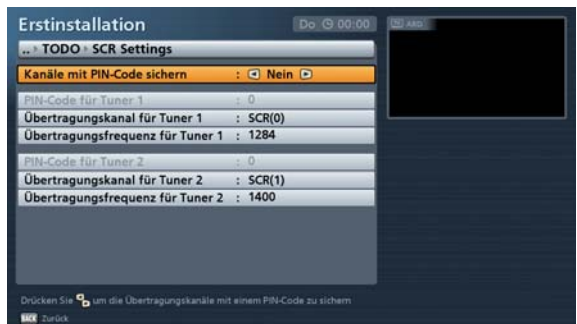 Erstinstallation
Do 00:00
ARD
.. › TODO › SCR Settings
Kanäle mit PIN-Code sichern : Nein
PIN-Code für Tuner 1 : 0
Übertragungskanal für Tuner 1 : SCR(0)
Übertragungsfrequenz für Tuner 1 : 1284
PIN-Code für Tuner 2 : 0
Übertragungskanal für Tuner 2 : SCR(1)
Übertragungsfrequenz für Tuner 2 : 1400
Drücken Sie um die Übertragungskanäle mit einem PIN-Code zu sichern
BACK Zurück